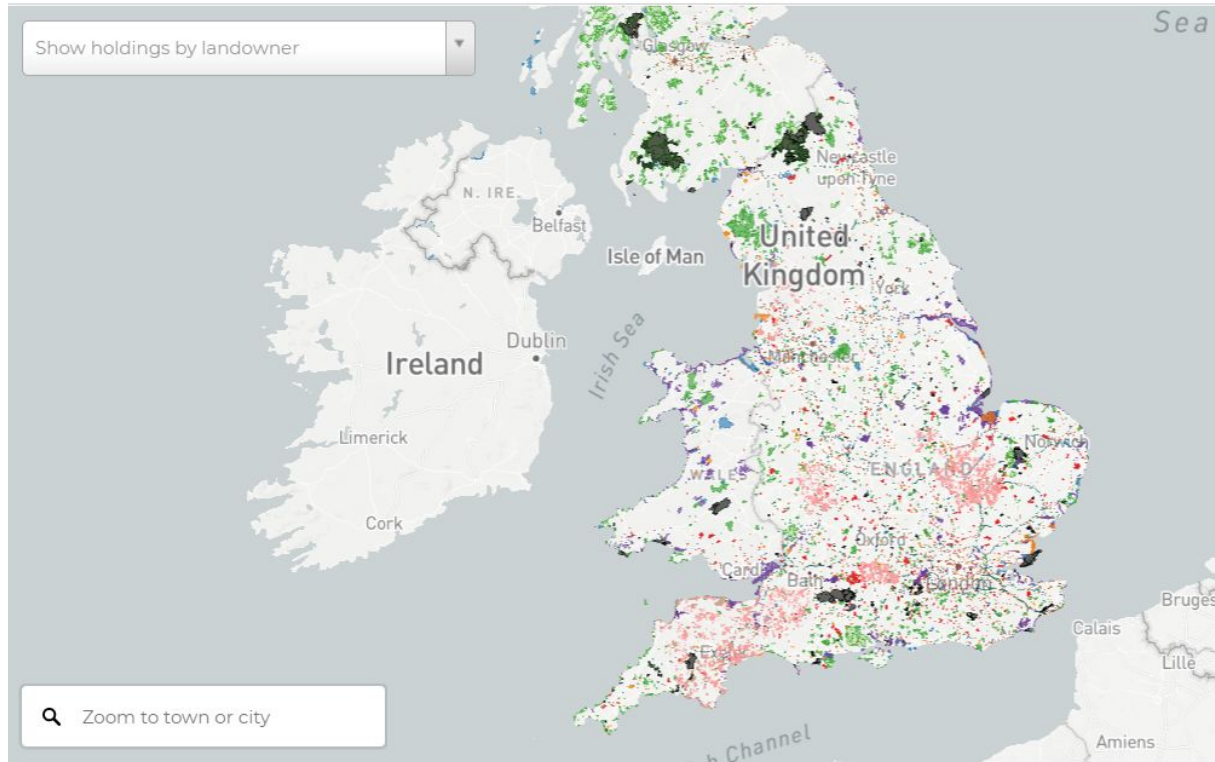 Show holdings by landowner
Sea
Glasgow
Newcastle
upon Tyne
N. IRE.
Belfast
Isle of Man
United
Kingdom
York
Dublin
Irish Sea
Ireland
Manchester
Limerick
Norwich
WALES
ENGLAND
Cork
Oxford
Bath
London
Bruges
Calais
Lille
Exeter
Zoom to town or city
Channel
Amiens